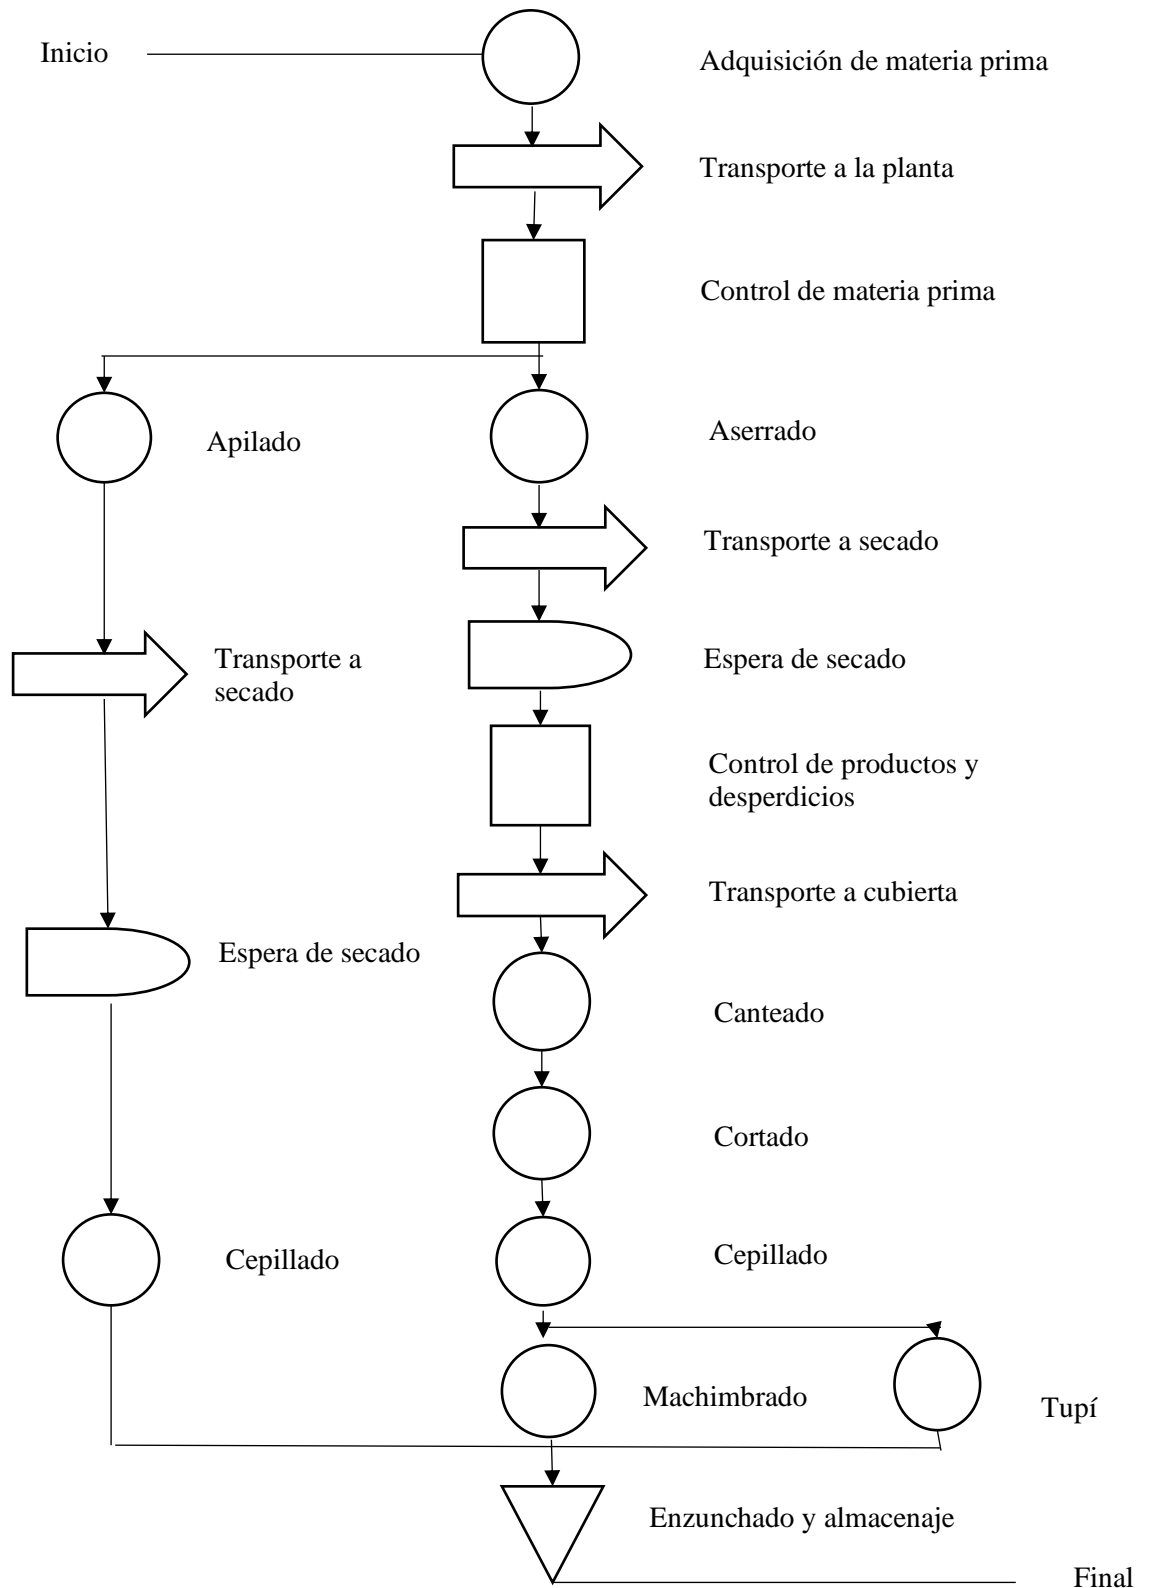 Inicio
Adquisición de materia prima
Transporte a la planta
Control de materia prima
Apilado
Aserrado
Transporte a secado
Transporte a
secado
Espera de secado
Control de productos y
desperdicios
Transporte a cubierta
Espera de secado
Canteado
Cortado
Cepillado
Cepillado
Machimbrado
Tupí
Enzunchado y almacenaje
Final